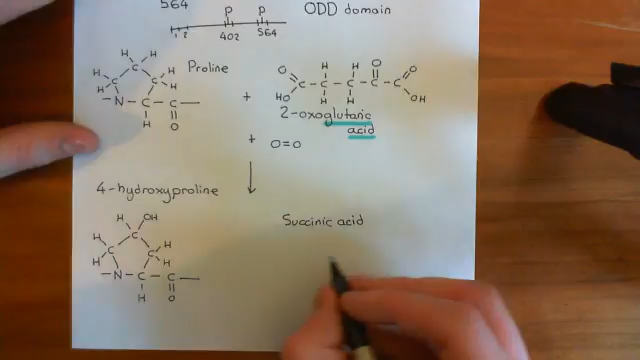 564
ODD domain
P P
1 2 402 564
Proline
H H
H H
H C H
C C H
— N — C — C —
H O
+
O H H O O
C — C — C — C — C
HO H H OH
2-oxoglutaric
acid
+ O=O
4-hydroxyproline
Succinic acid
H OH
H C H
C C H
H
— N — C — C —
H O